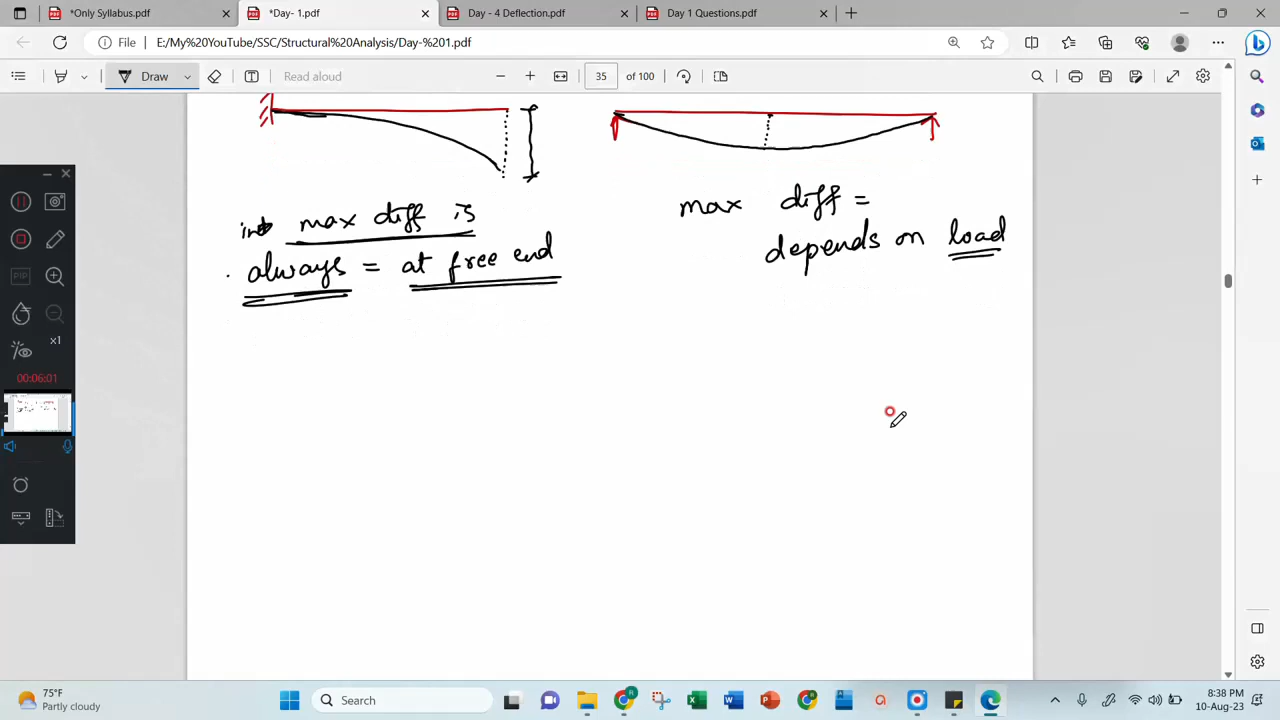 *Only Syllabus.pdf
*Day- 1.pdf
Day - 4 Deflection.pdf
Day 1 Questions.pdf
File
E:/My%20YouTube/SSC/Structural%20Analysis/Day-%201.pdf
Draw
Read aloud
35
of 100
max diff is
always = at free end
max diff =
depends on load
PIP
x1
00:06:01
75°F
Partly cloudy
Search
8:38 PM
10-Aug-23